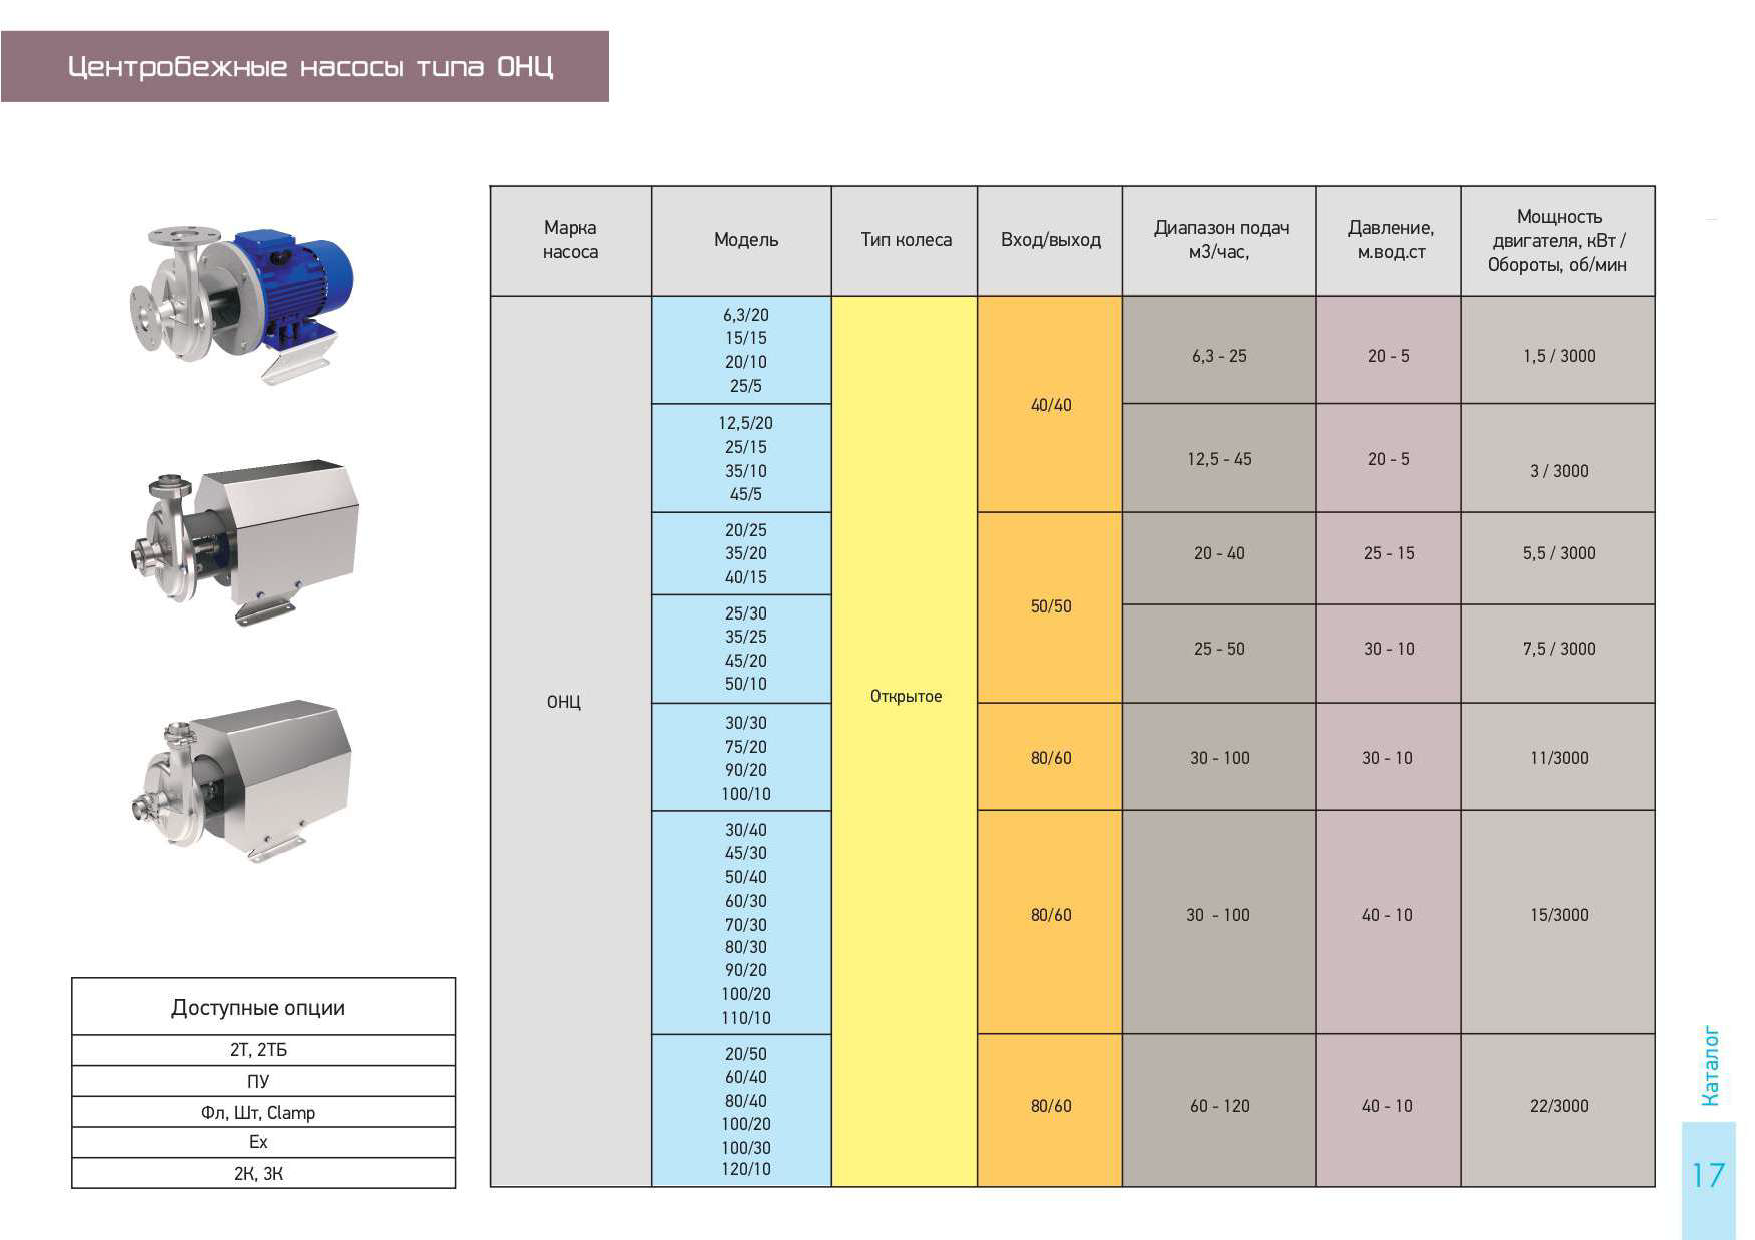 Центробежные насосы типа ОНЦ
Марка насоса
Модель
Тип колеса
Вход/выход
Диапазон подач м3/час,
Давление, м.вод.ст
Мощность двигателя, кВт / Обороты, об/мин
ОНЦ
Открытое
6,3/20
15/15
20/10
25/5
40/40
6,3 - 25
20 - 5
1,5 / 3000
12,5/20
25/15
35/10
45/5
12,5 - 45
20 - 5
3 / 3000
20/25
35/20
40/15
50/50
20 - 40
25 - 15
5,5 / 3000
25/30
35/25
45/20
50/10
25 - 50
30 - 10
7,5 / 3000
30/30
75/20
90/20
100/10
80/60
30 - 100
30 - 10
11/3000
30/40
45/30
50/40
60/30
70/30
80/30
90/20
100/20
110/10
80/60
30 - 100
40 - 10
15/3000
20/50
60/40
80/40
100/20
100/30
120/10
80/60
60 - 120
40 - 10
22/3000
Доступные опции
2Т, 2ТБ
ПУ
Фл, Шт, Clamp
Ex
2К, 3К
Каталог
17